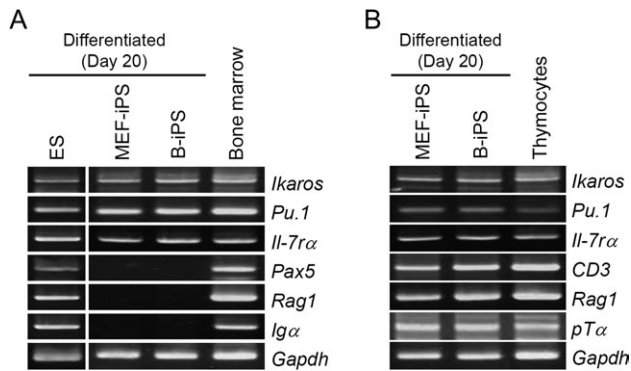 A
Differentiated
(Day 20)
ES
MEF-iPS
B-iPS
Bone marrow
Ikaros
Pu.1
Il-7rα
Pax5
Rag1
Igα
Gapdh
B
Differentiated
(Day 20)
MEF-iPS
B-iPS
Thymocytes
Ikaros
Pu.1
Il-7rα
CD3
Rag1
pTα
Gapdh